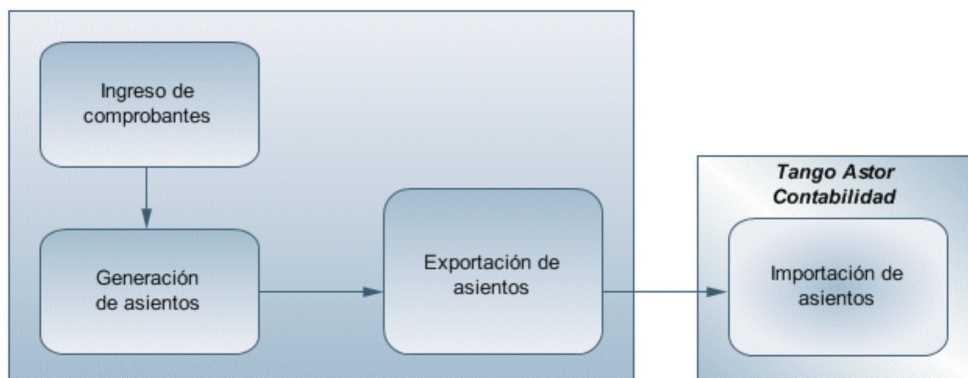 Ingreso de
comprobantes
Generación
de asientos
Exportación de
asientos
Tango Astor
Contabilidad
Importación de
asientos